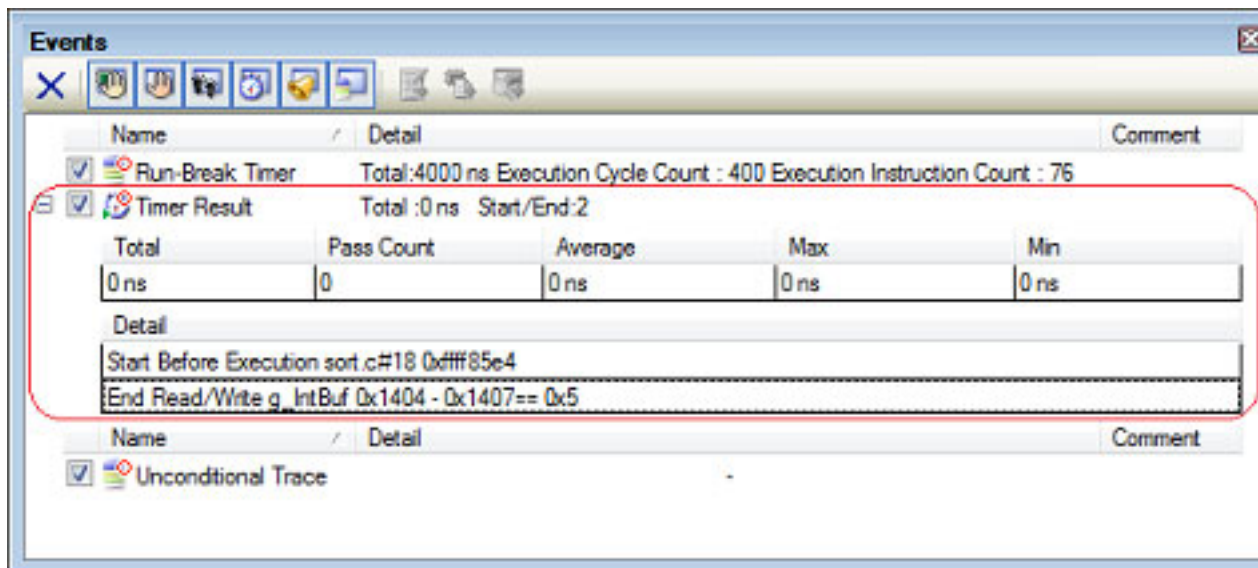 Events
Name Detail Comment
Run-Break Timer Total:4000 ns Execution Cycle Count : 400 Execution Instruction Count : 76
Timer Result Total :0 ns Start/End:2
Total Pass Count Average Max Min
0 ns 0 0 ns 0 ns 0 ns
Detail
Start Before Execution sort.c#18 0xffff85e4
End Read/Write g_IntBuf 0x1404 - 0x1407== 0x5
Name Detail Comment
Unconditional Trace -